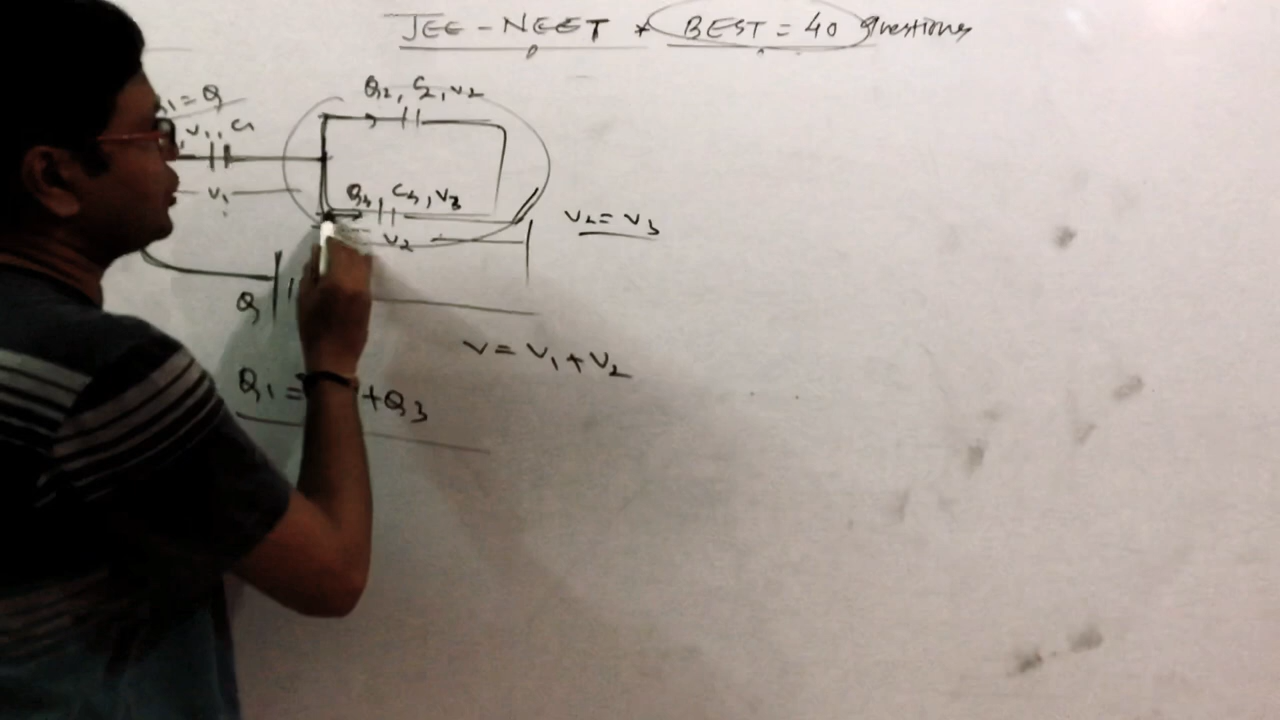 JEE - NEET * BEST = 40 Questions
Q2, C2, V2
Q1 = Q
V1, C1
V1
Q3, C3, V3
V2 = V3
V2
Q
V = V1 + V2
Q1 = + Q3